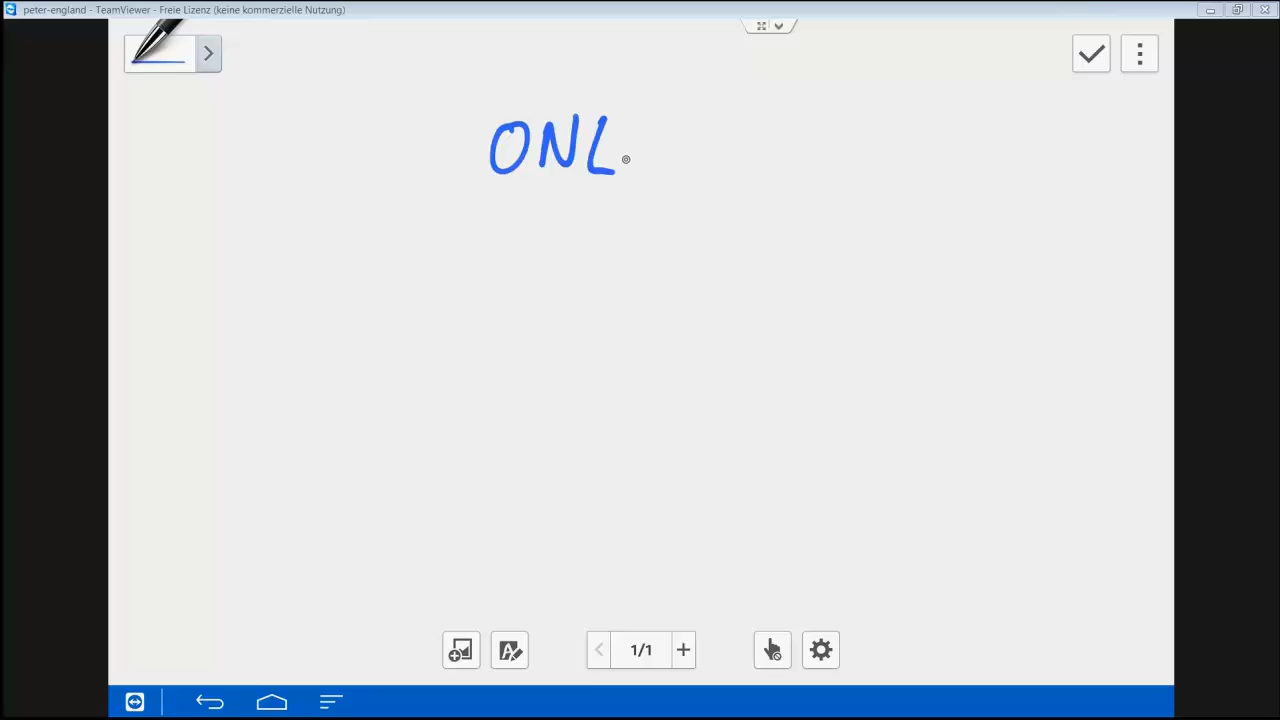 peter-england - TeamViewer - Freie Lizenz (keine kommerzielle Nutzung)
ONL
1/1